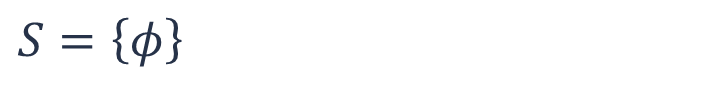 S = {ϕ}